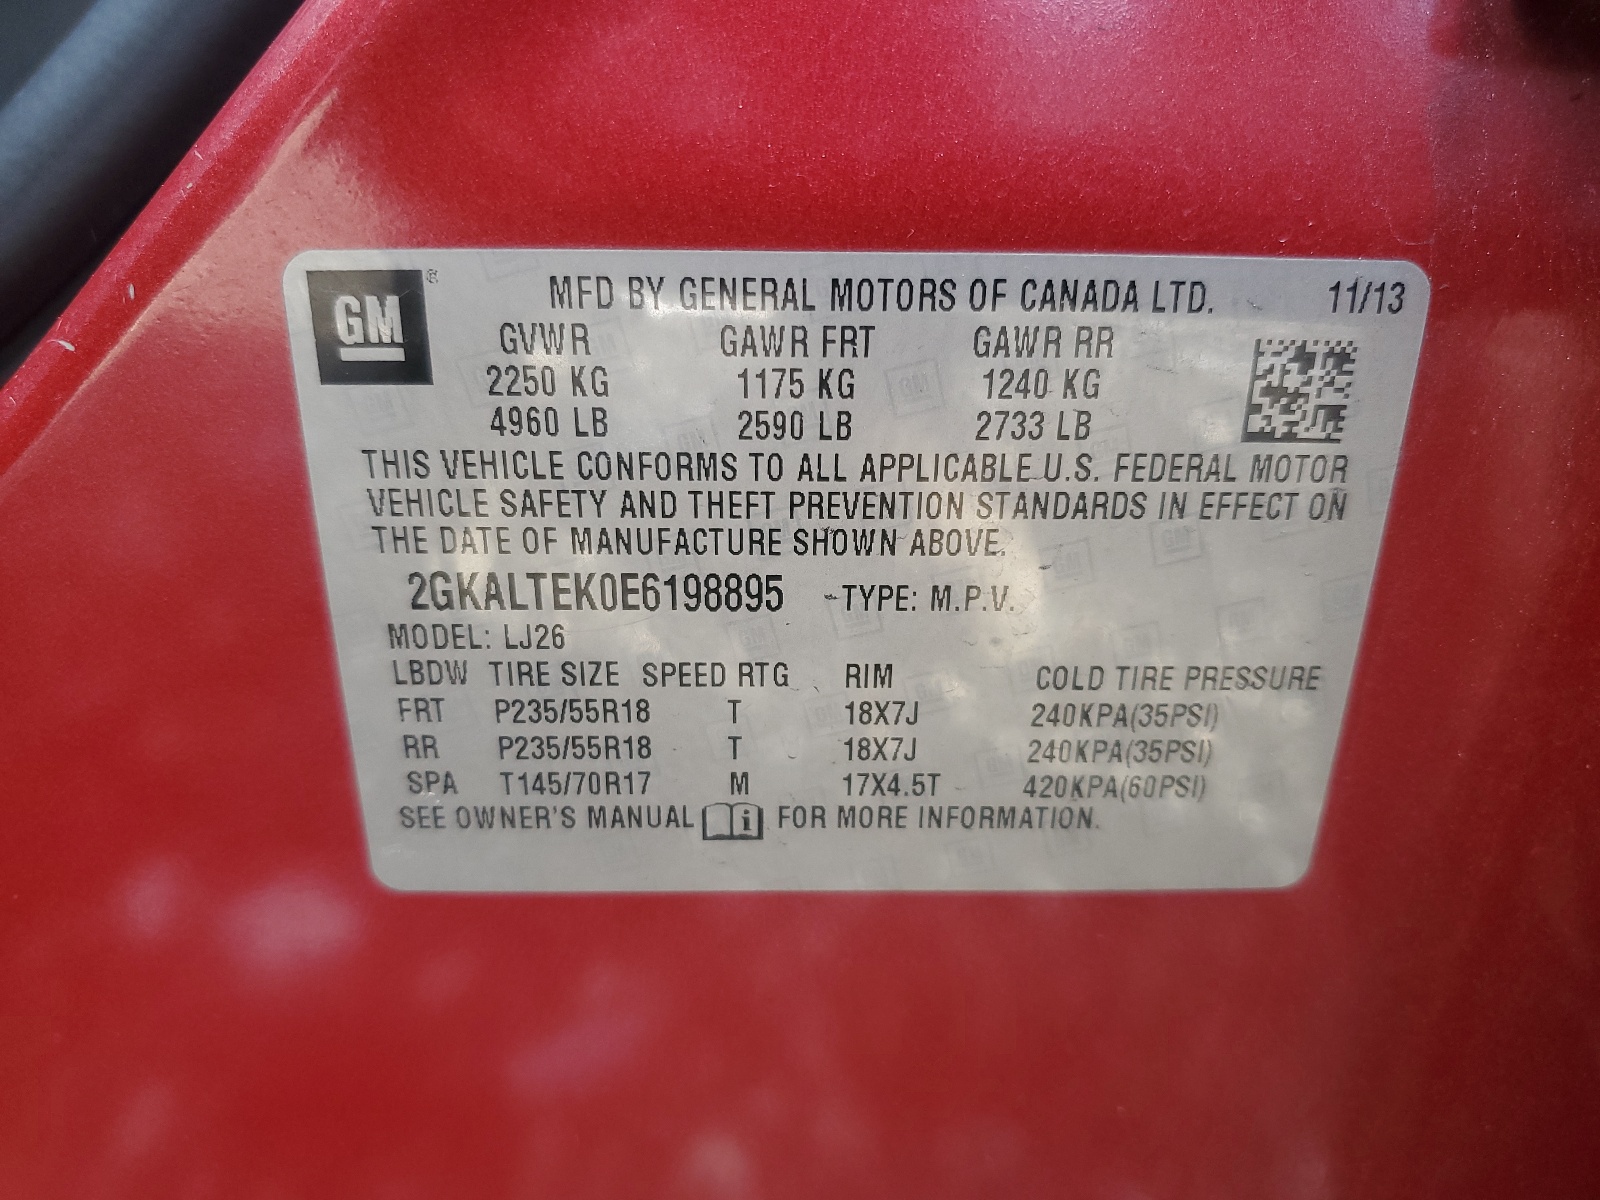 GM ®
MFD BY GENERAL MOTORS OF CANADA LTD. 11/13
GVWR GAWR FRT GAWR RR
2250 KG 1175 KG 1240 KG
4960 LB 2590 LB 2733 LB
THIS VEHICLE CONFORMS TO ALL APPLICABLE U.S. FEDERAL MOTOR
VEHICLE SAFETY AND THEFT PREVENTION STANDARDS IN EFFECT ON
THE DATE OF MANUFACTURE SHOWN ABOVE.
2GKALTEK0E6198895 TYPE: M.P.V.
MODEL: LJ26
LBDW TIRE SIZE SPEED RTG RIM COLD TIRE PRESSURE
FRT P235/55R18 T 18X7J 240KPA(35PSI)
RR P235/55R18 T 18X7J 240KPA(35PSI)
SPA T145/70R17 M 17X4.5T 420KPA(60PSI)
SEE OWNER'S MANUAL i FOR MORE INFORMATION.